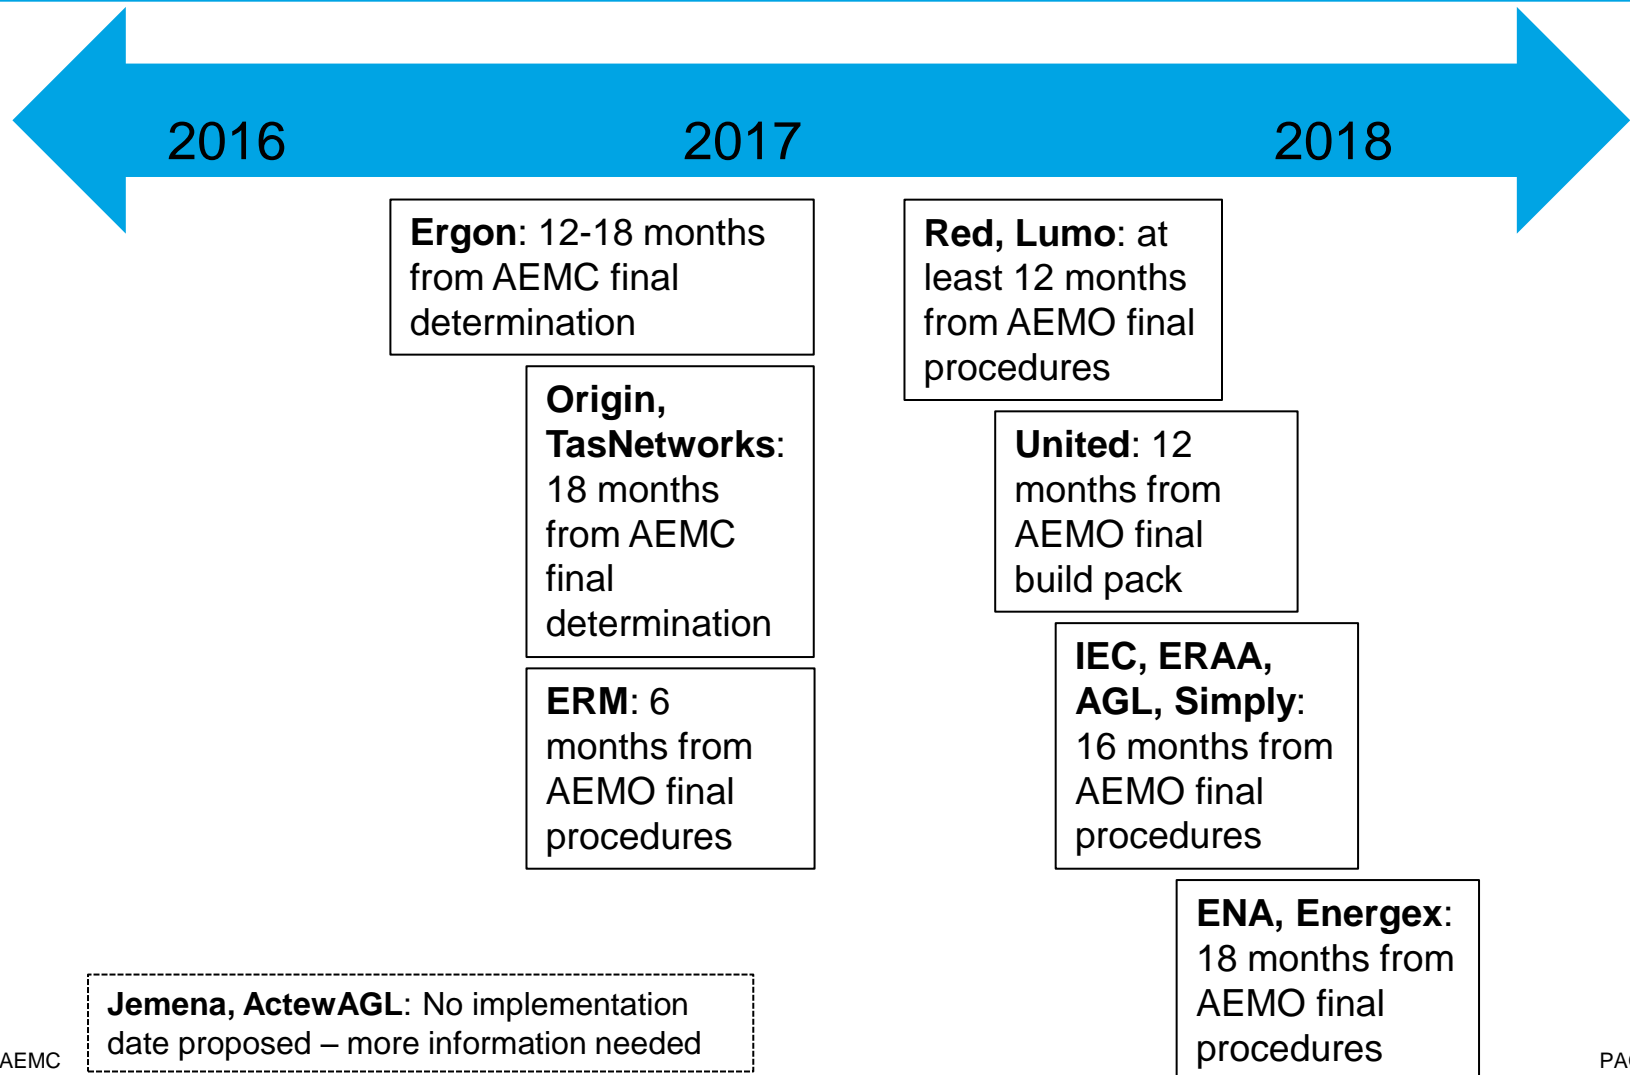 2016 2017 2018
Ergon: 12-18 months
from AEMC final
determination
Red, Lumo: at
least 12 months
from AEMO final
procedures
Origin,
TasNetworks:
18 months
from AEMC
final
determination
United: 12
months from
AEMO final
build pack
ERM: 6
months from
AEMO final
procedures
IEC, ERAA,
AGL, Simply:
16 months from
AEMO final
procedures
ENA, Energex:
18 months from
AEMO final
procedures
Jemena, ActewAGL: No implementation
date proposed – more information needed
AEMC
PAG